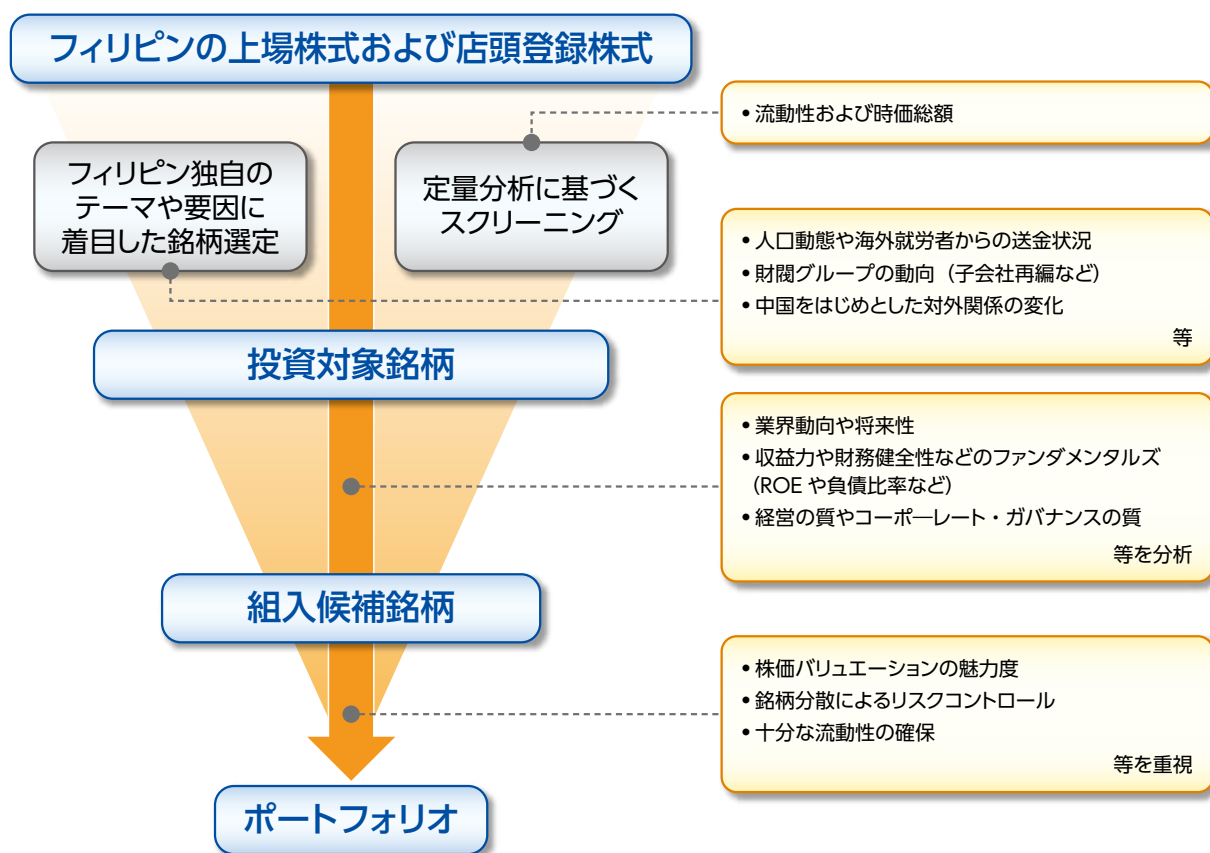 フィリピンの上場株式および店頭登録株式
• 流動性および時価総額
フィリピン独自の
テーマや要因に
着目した銘柄選定
定量分析に基づく
スクリーニング
• 人口動態や海外就労者からの送金状況
• 財閥グループの動向（子会社再編など）
• 中国をはじめとした対外関係の変化
等
投資対象銘柄
• 業界動向や将来性
• 収益力や財務健全性などのファンダメンタルズ
（ROE や負債比率など）
• 経営の質やコーポ―レート・ガバナンスの質
等を分析
組入候補銘柄
• 株価バリュエーションの魅力度
• 銘柄分散によるリスクコントロール
• 十分な流動性の確保
等を重視
ポートフォリオ